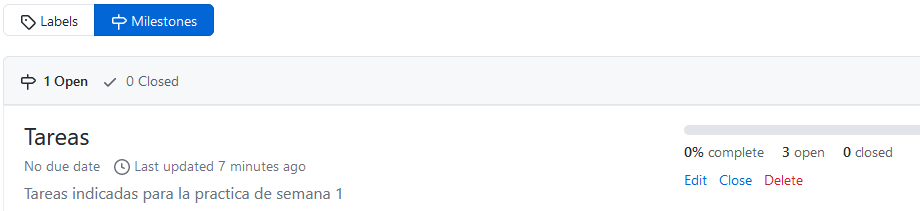 Labels Milestones
1 Open 0 Closed
Tareas
No due date Last updated 7 minutes ago
Tareas indicadas para la practica de semana 1
0% complete 3 open 0 closed
Edit Close Delete